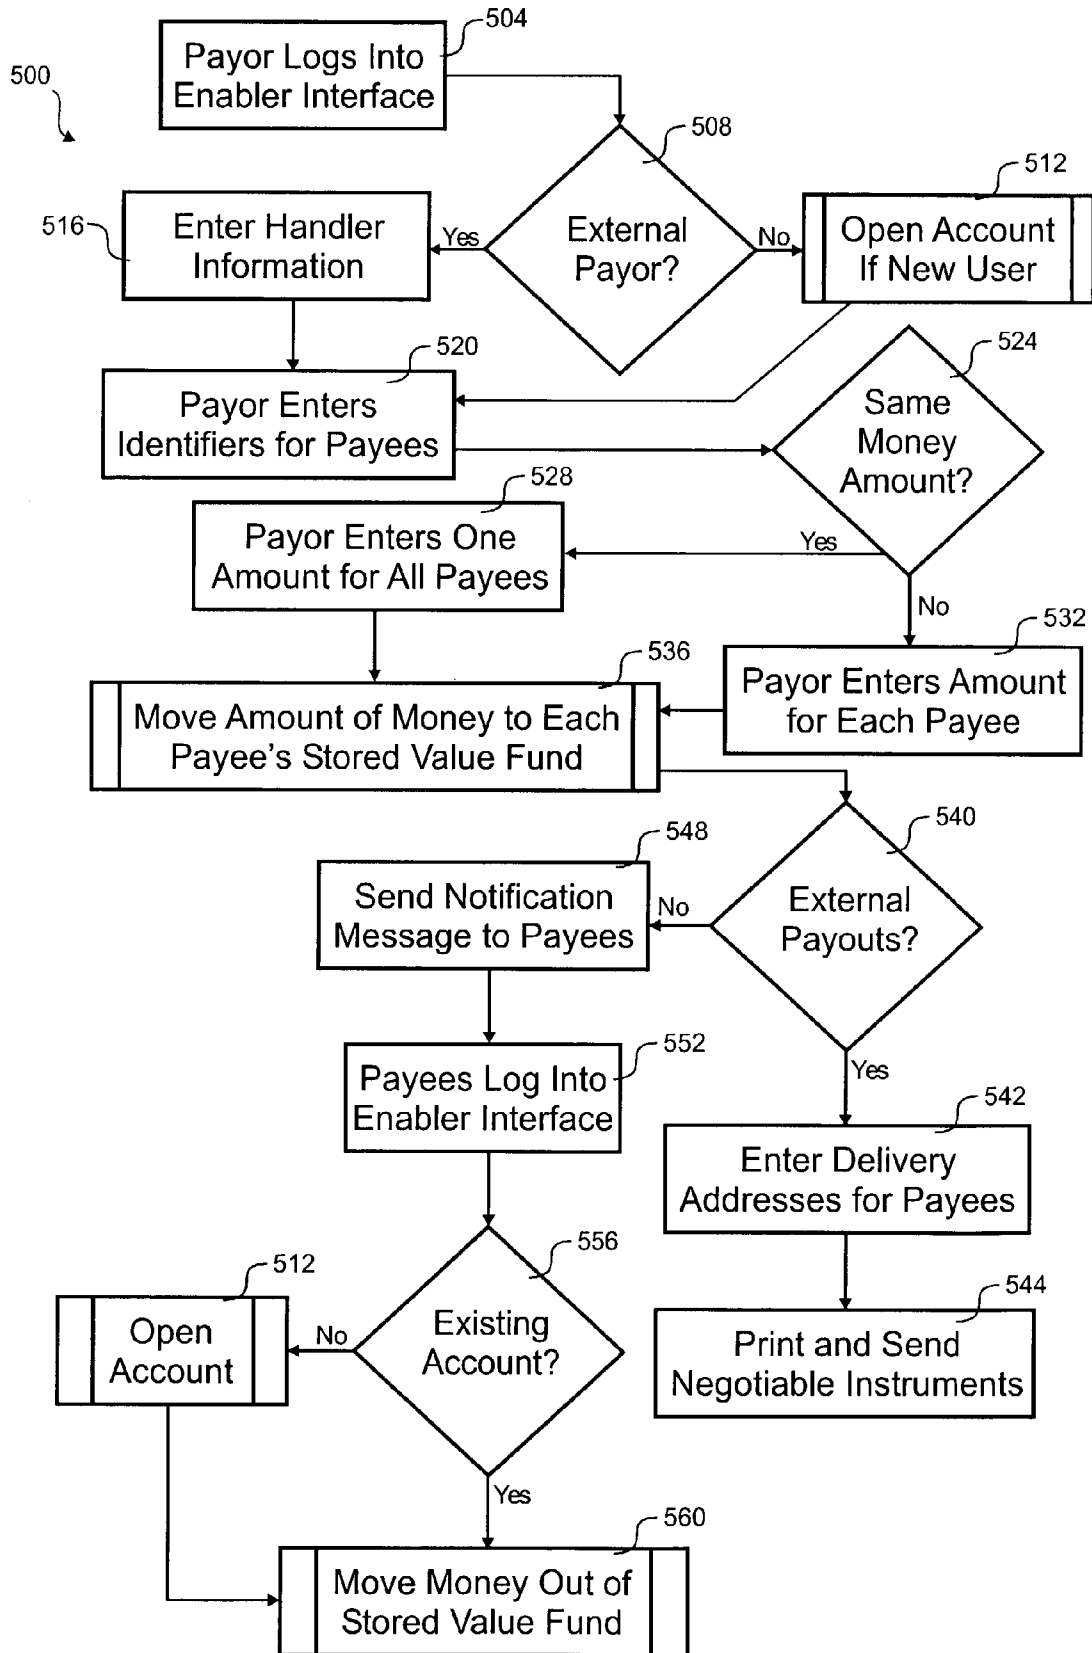 504
Payor Logs Into
Enabler Interface
500
508
External
Payor?
512
Open Account
If New User
No
Yes
516
Enter Handler
Information
520
Payor Enters
Identifiers for Payees
524
Same
Money
Amount?
528
Payor Enters One
Amount for All Payees
Yes
No
532
Payor Enters Amount
for Each Payee
536
Move Amount of Money to Each
Payee's Stored Value Fund
540
External
Payouts?
548
Send Notification
Message to Payees
No
Yes
552
Payees Log Into
Enabler Interface
542
Enter Delivery
Addresses for Payees
556
Existing
Account?
544
Print and Send
Negotiable Instruments
512
Open
Account
No
Yes
560
Move Money Out of
Stored Value Fund